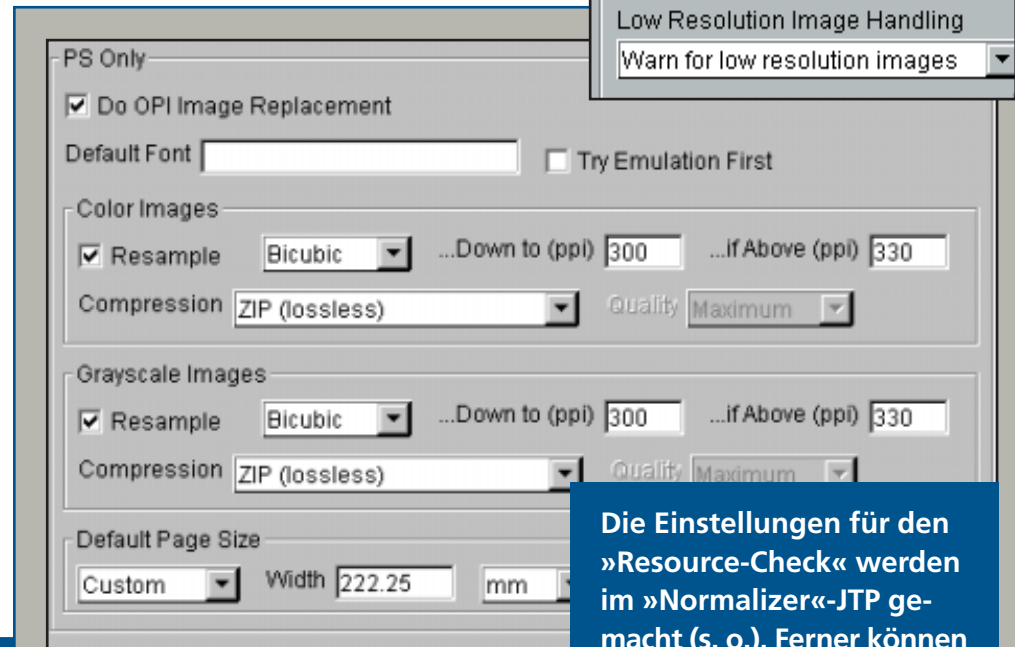 Low Resolution Image Handling
Warn for low resolution images
PS Only
Do OPI Image Replacement
Default Font
Try Emulation First
Color Images
Resample Bicubic ...Down to (ppi) 300 ...if Above (ppi) 330
Compression ZIP (lossless) Quality Maximum
Grayscale Images
Resample Bicubic ...Down to (ppi) 300 ...if Above (ppi) 330
Compression ZIP (lossless) Quality Maximum
Default Page Size
Custom Width 222.25 mm
Die Einstellungen für den
»Resource-Check« werden
im »Normalizer«-JTP ge-
macht (s. o.). Ferner können